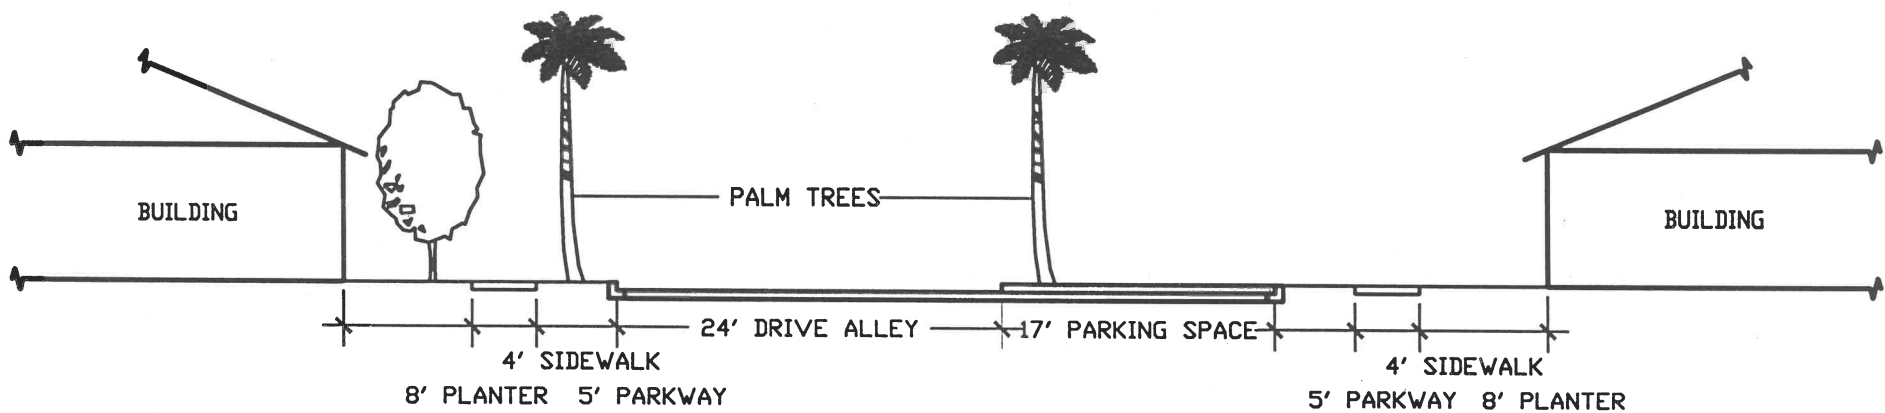 PALM TREES
BUILDING
BUILDING
24' DRIVE ALLEY
17' PARKING SPACE
4' SIDEWALK
8' PLANTER 5' PARKWAY
4' SIDEWALK
5' PARKWAY 8' PLANTER